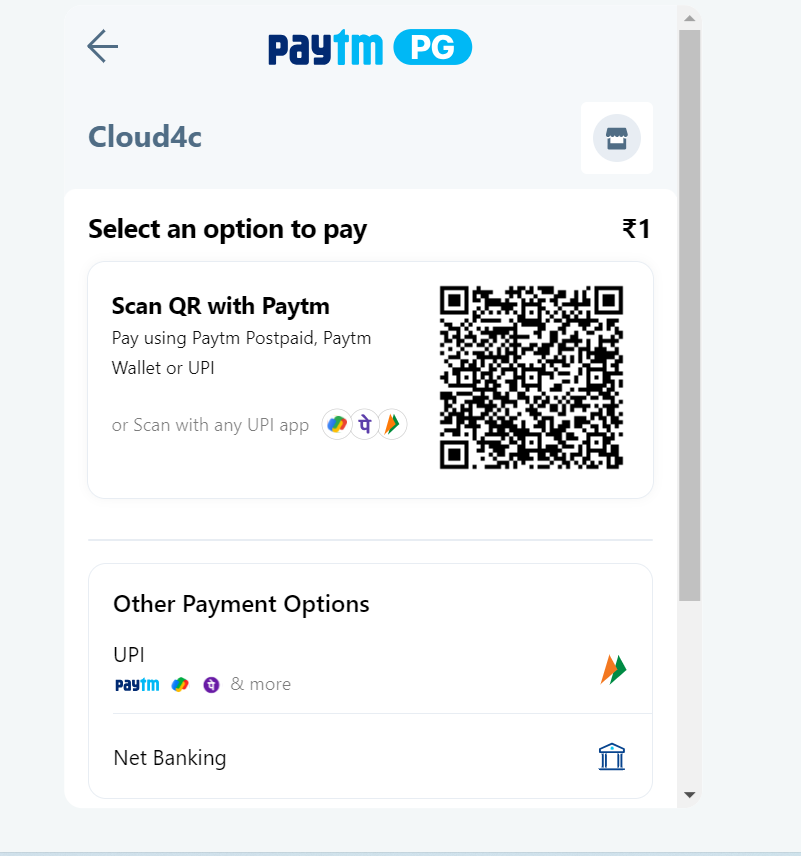 paytm PG
Cloud4c
Select an option to pay ₹1
Scan QR with Paytm
Pay using Paytm Postpaid, Paytm
Wallet or UPI
or Scan with any UPI app पे
Other Payment Options
UPI
paytm पे & more
Net Banking